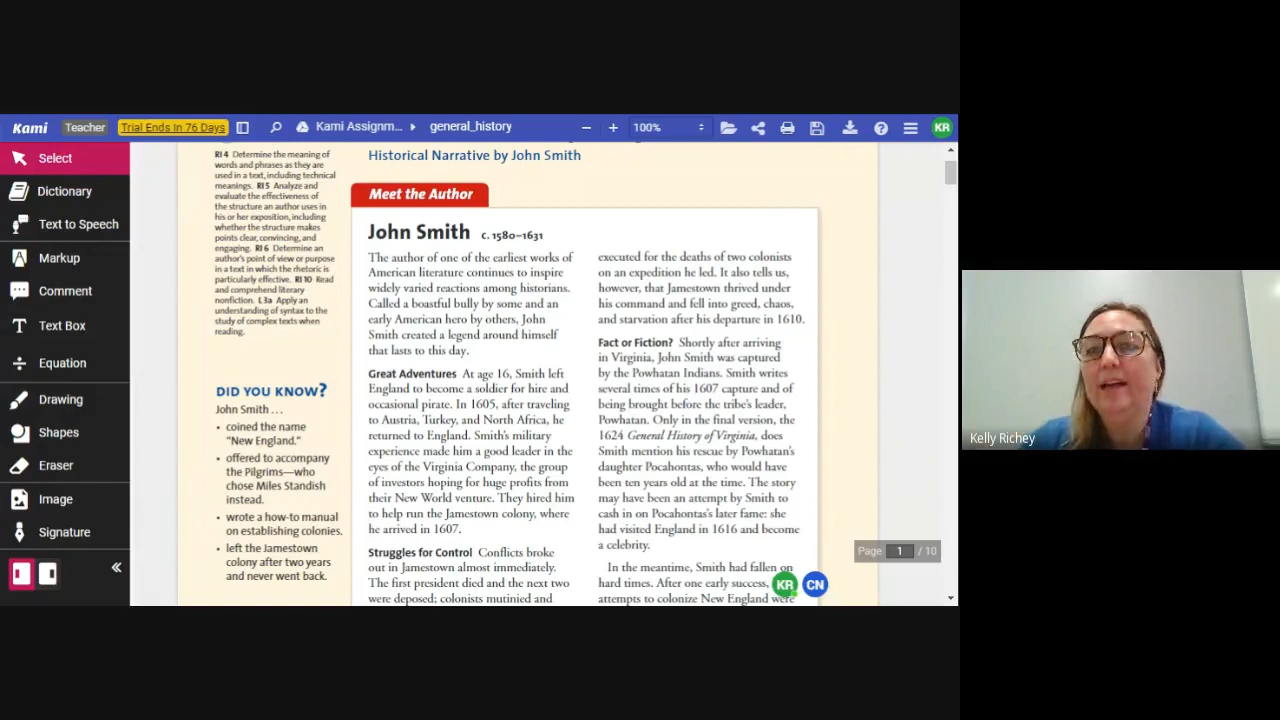 Kami
Teacher
Trial Ends In 76 Days
Kami Assignm...
general_history
100%
KR
Select
Dictionary
Text to Speech
Markup
Comment
Text Box
Equation
Drawing
Shapes
Eraser
Image
Signature
RI 4 Determine the meaning of
words and phrases as they are
used in a text, including technical
meanings. RI 5 Analyze and
evaluate the effectiveness of
the structure an author uses in
his or her exposition, including
whether the structure makes
points clear, convincing, and
engaging. RI 6 Determine an
author's point of view or purpose
in a text in which the rhetoric is
particularly effective. RI 10 Read
and comprehend literary
nonfiction. L 3a Apply an
understanding of syntax to the
study of complex texts when
reading.
DID YOU KNOW?
John Smith . . .
• coined the name
"New England."
• offered to accompany
the Pilgrims—who
chose Miles Standish
instead.
• wrote a how-to manual
on establishing colonies.
• left the Jamestown
colony after two years
and never went back.
Historical Narrative by John Smith
Meet the Author
John Smith c. 1580–1631
The author of one of the earliest works of
American literature continues to inspire
widely varied reactions among historians.
Called a boastful bully by some and an
early American hero by others, John
Smith created a legend around himself
that lasts to this day.
Great Adventures At age 16, Smith left
England to become a soldier for hire and
occasional pirate. In 1605, after traveling
to Austria, Turkey, and North Africa, he
returned to England. Smith's military
experience made him a good leader in the
eyes of the Virginia Company, the group
of investors hoping for huge profits from
their New World venture. They hired him
to help run the Jamestown colony, where
he arrived in 1607.
Struggles for Control Conflicts broke
out in Jamestown almost immediately.
The first president died and the next two
were deposed; colonists mutinied and
executed for the deaths of two colonists
on an expedition he led. It also tells us,
however, that Jamestown thrived under
his command and fell into greed, chaos,
and starvation after his departure in 1610.
Fact or Fiction? Shortly after arriving
in Virginia, John Smith was captured
by the Powhatan Indians. Smith writes
several times of his 1607 capture and of
being brought before the tribe's leader,
Powhatan. Only in the final version, the
1624 General History of Virginia, does
Smith mention his rescue by Powhatan's
daughter Pocahontas, who would have
been ten years old at the time. The story
may have been an attempt by Smith to
cash in on Pocahontas's later fame: she
had visited England in 1616 and become
a celebrity.
In the meantime, Smith had fallen on
hard times. After one early success,
attempts to colonize New England were
Page 1 / 10
KR
CN
Kelly Richey